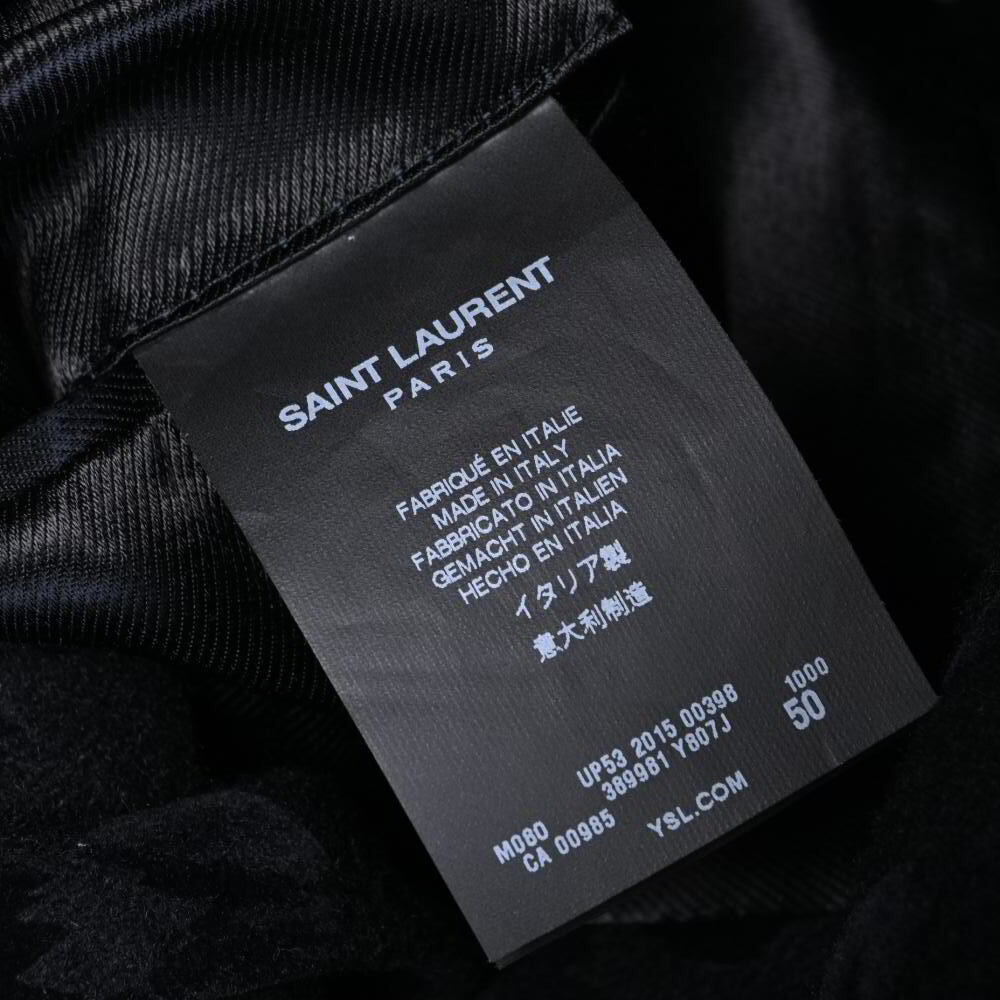 SAINT LAURENT
PARIS
FABRIQUÉ EN ITALIE
MADE IN ITALY
FABBRICATO IN ITALIA
GEMACHT IN ITALIEN
HECHO EN ITALIA
イタリア製
意大利制造
UP53 2015 00398
1000
389981 Y807J
50
M080
CA 00985
YSL.COM